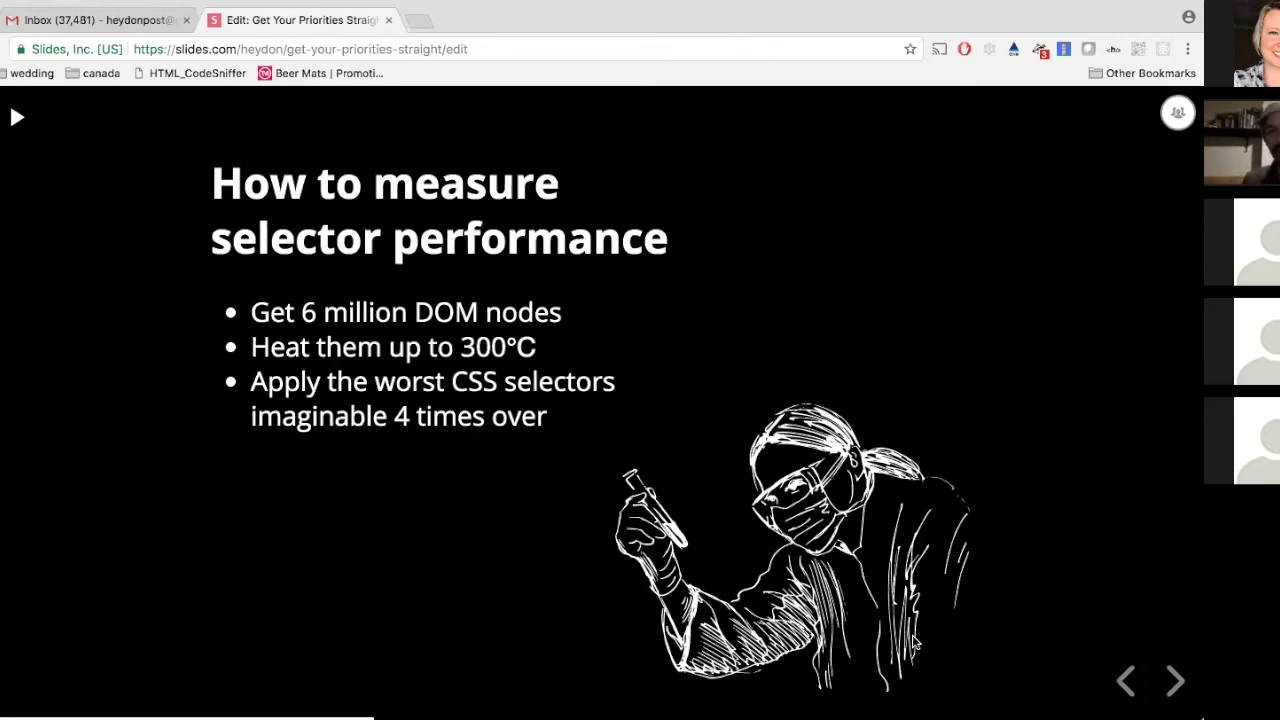 Inbox (37,481) - heydonpost@
Edit: Get Your Priorities Straigh
Slides, Inc. [US]
https://slides.com/heydon/get-your-priorities-straight/edit
wedding
canada
HTML_CodeSniffer
Beer Mats | Promoti...
Other Bookmarks
How to measure
selector performance
Get 6 million DOM nodes
Heat them up to 300°C
Apply the worst CSS selectors
imaginable 4 times over